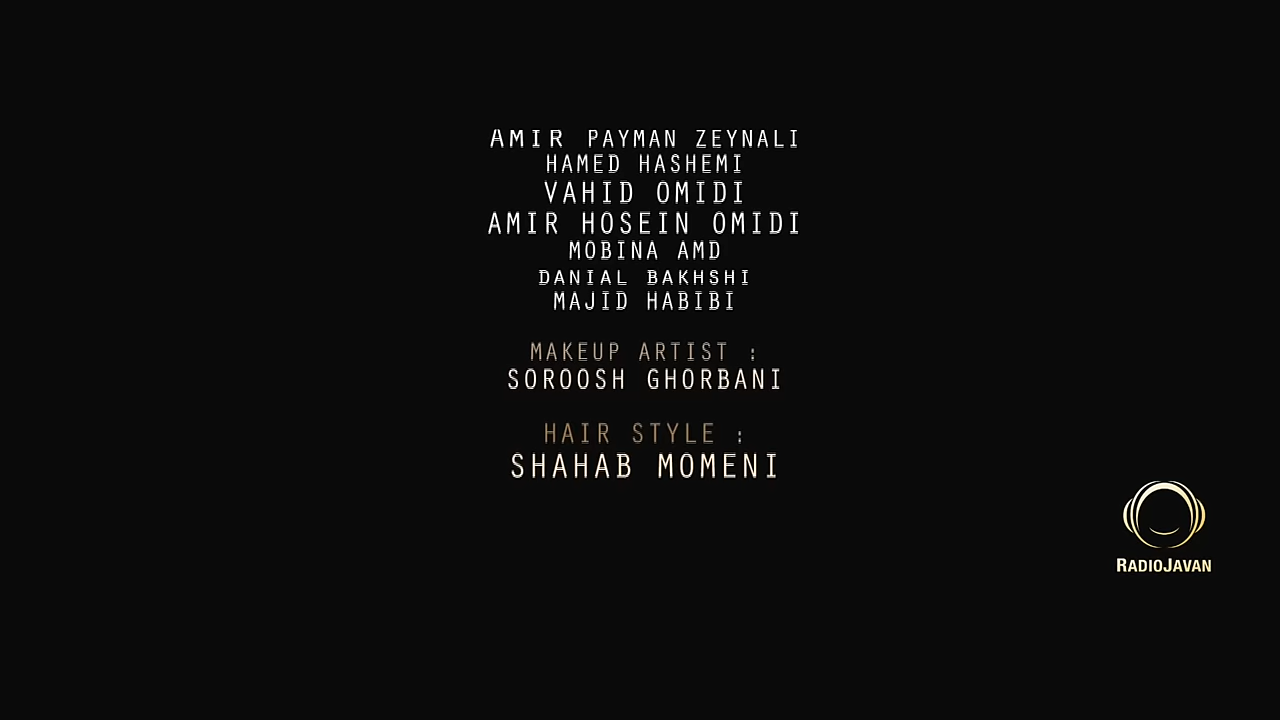 AMIR PAYMAN ZEYNALI
HAMED HASHEMI
VAHID OMIDI
AMIR HOSEIN OMIDI
MOBINA AMD
DANIAL BAKHSHI
MAJID HABIBI
MAKEUP ARTIST :
SOROOSH GHORBANI
HAIR STYLE :
SHAHAB MOMENI
RADIOJAVAN